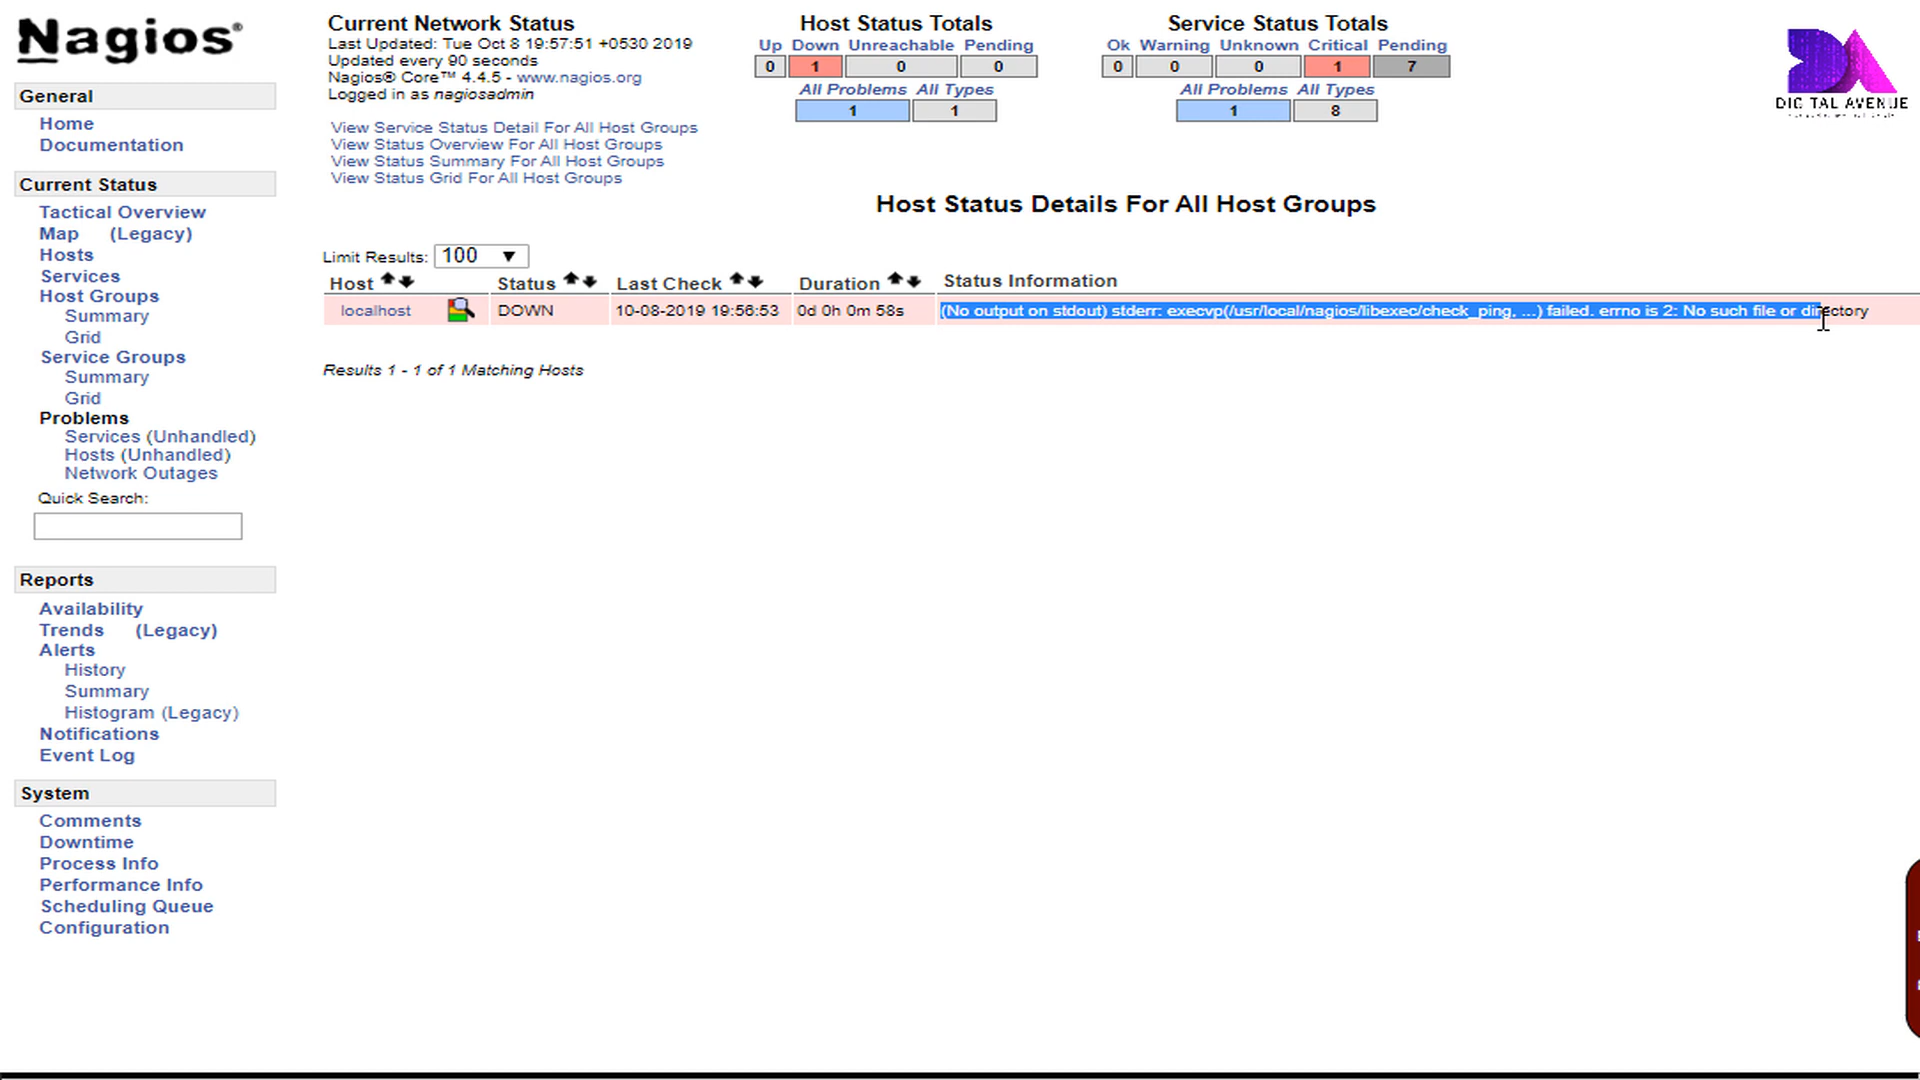 Nagios®
General
Home
Documentation
Current Status
Tactical Overview
Map (Legacy)
Hosts
Services
Host Groups
Summary
Grid
Service Groups
Summary
Grid
Problems
Services (Unhandled)
Hosts (Unhandled)
Network Outages
Quick Search:
Reports
Availability
Trends (Legacy)
Alerts
History
Summary
Histogram (Legacy)
Notifications
Event Log
System
Comments
Downtime
Process Info
Performance Info
Scheduling Queue
Configuration
Current Network Status
Last Updated: Tue Oct 8 19:57:51 +0530 2019
Updated every 90 seconds
Nagios® Core™ 4.4.5 - www.nagios.org
Logged in as nagiosadmin
View Service Status Detail For All Host Groups
View Status Overview For All Host Groups
View Status Summary For All Host Groups
View Status Grid For All Host Groups
Host Status Totals
Up Down Unreachable Pending
0 1 0 0
All Problems All Types
1 1
Service Status Totals
Ok Warning Unknown Critical Pending
0 0 0 1 7
All Problems All Types
1 8
DIGITAL AVENUE
Host Status Details For All Host Groups
Limit Results: 100
Host Status Last Check Duration Status Information
localhost DOWN 10-08-2019 19:56:53 0d 0h 0m 58s (No output on stdout) stderr: execvp(/usr/local/nagios/libexec/check_ping, ...) failed. errno is 2: No such file or directory
Results 1 - 1 of 1 Matching Hosts